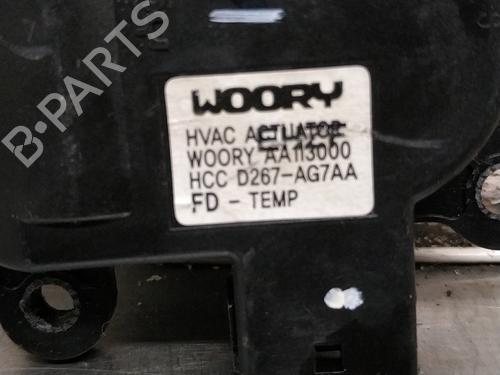 B-PARTS
WOORY
HVAC ACTUATOR
WOORY AA113000
HCC D267-AG7AA
FD - TEMP